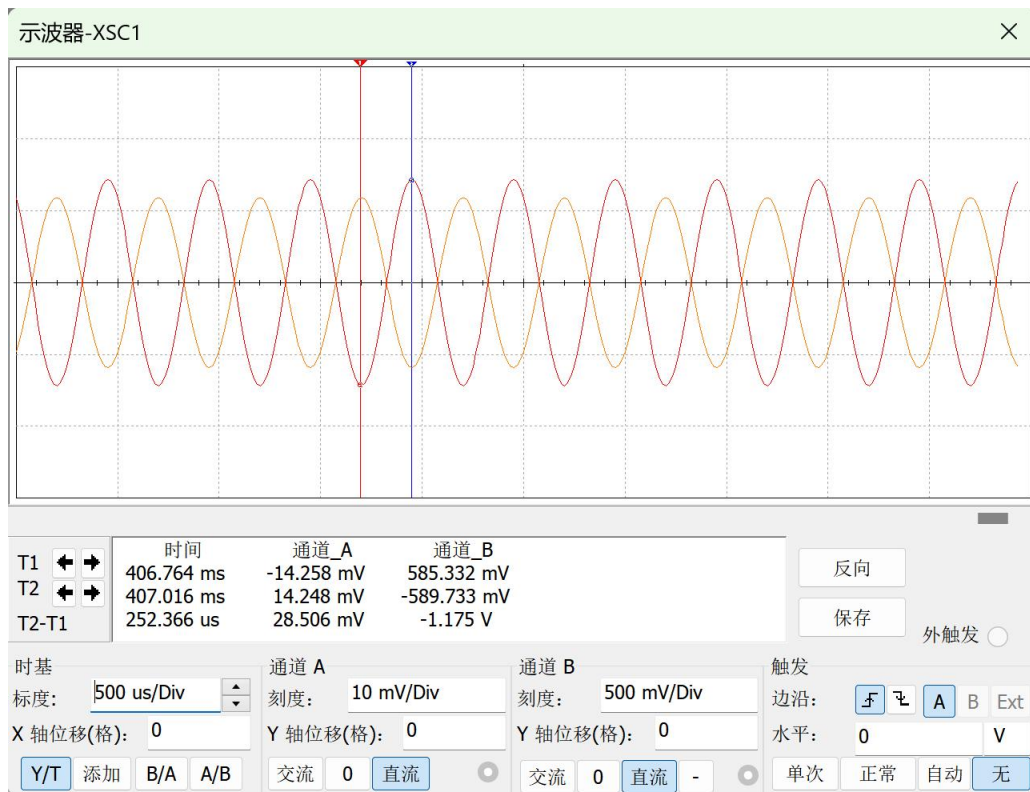 示波器-XSC1
时间 通道_A 通道_B
T1 406.764 ms -14.258 mV 585.332 mV
T2 407.016 ms 14.248 mV -589.733 mV
T2-T1 252.366 us 28.506 mV -1.175 V
反向
保存
外触发
时基 通道 A 通道 B 触发
标度: 500 us/Div 刻度: 10 mV/Div 刻度: 500 mV/Div 边沿: A B Ext
X 轴位移(格): 0 Y 轴位移(格): 0 Y 轴位移(格): 0 水平: 0 V
Y/T 添加 B/A A/B 交流 0 直流 交流 0 直流 - 单次 正常 自动 无